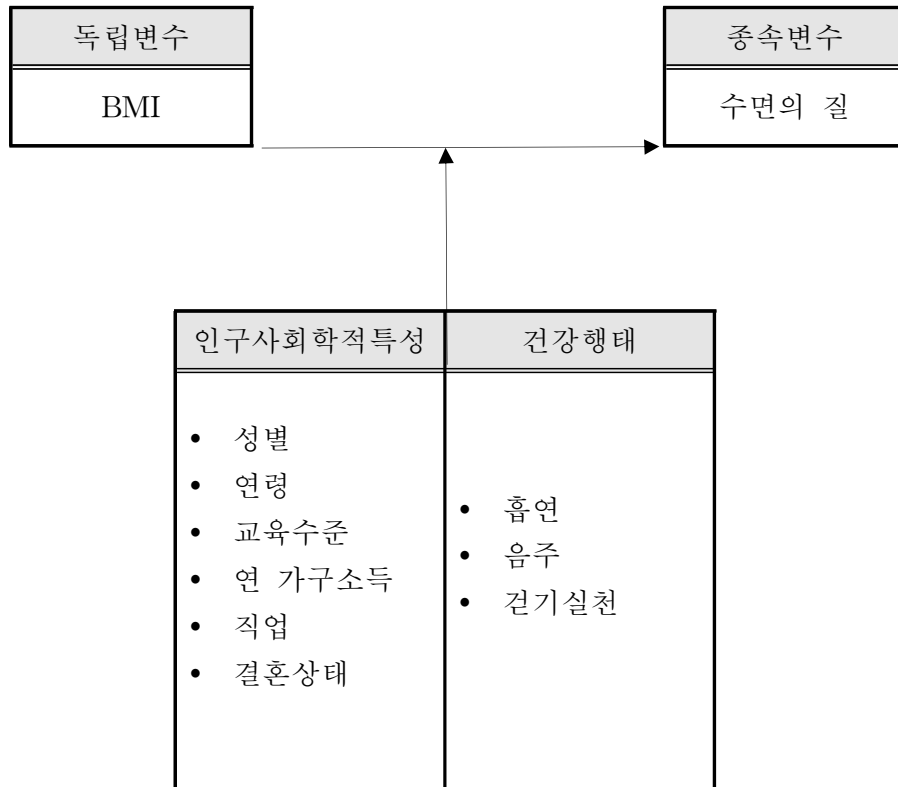 독립변수
BMI
종속변수
수면의 질
인구사회학적특성
• 성별
• 연령
• 교육수준
• 연 가구소득
• 직업
• 결혼상태
건강행태
• 흡연
• 음주
• 걷기실천